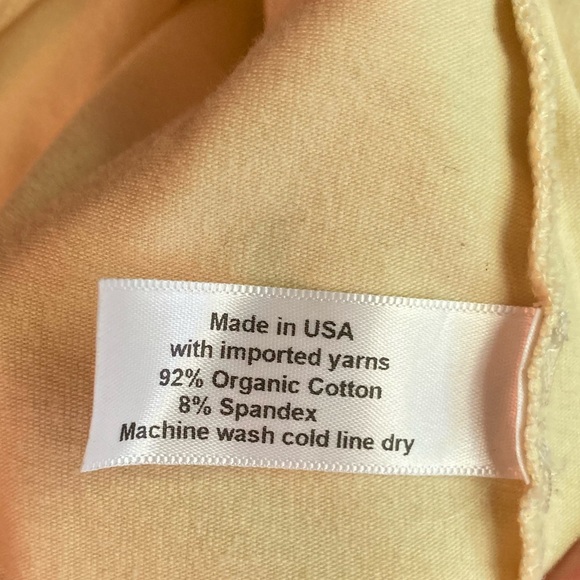 Made in USA
with imported yarns
92% Organic Cotton
8% Spandex
Machine wash cold line dry